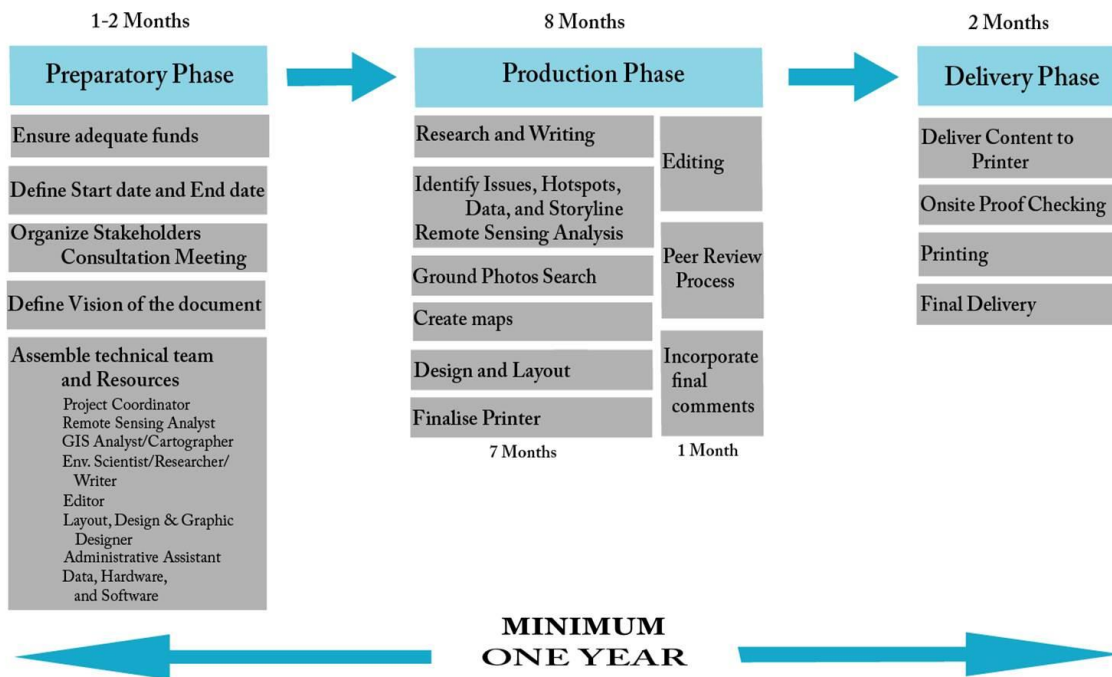 1-2 Months
Preparatory Phase
Ensure adequate funds
Define Start date and End date
Organize Stakeholders
Consultation Meeting
Define Vision of the document
Assemble technical team
and Resources
Project Coordinator
Remote Sensing Analyst
GIS Analyst/Cartographer
Env. Scientist/Researcher/
Writer
Editor
Layout, Design & Graphic
Designer
Administrative Assistant
Data, Hardware,
and Software
8 Months
Production Phase
Research and Writing
Identify Issues, Hotspots,
Data, and Storyline
Remote Sensing Analysis
Ground Photos Search
Create maps
Design and Layout
Finalise Printer
7 Months
Editing
Peer Review
Process
Incorporate
final
comments
1 Month
2 Months
Delivery Phase
Deliver Content to
Printer
Onsite Proof Checking
Printing
Final Delivery
MINIMUM
ONE YEAR